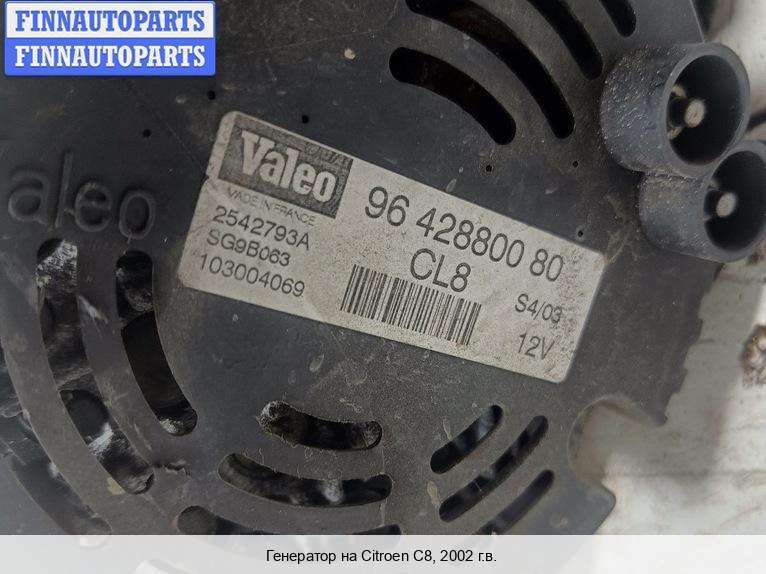 FINNAUTOPARTS
FINNAUTOPARTS
Valeo
MADE IN FRANCE
2542793A
SG9B063
103004069
96 428800 80
CL8
S4/03
12V
aleo
Генератор на Citroen C8, 2002 г.в.